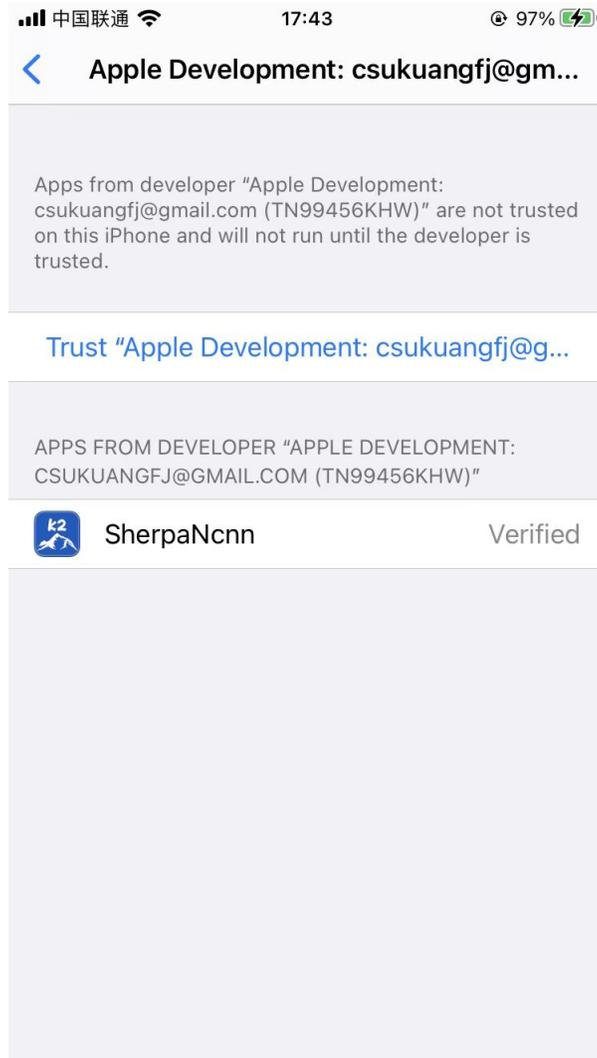 中国联通 17:43 97%
Apple Development: csukuangfj@gm...
Apps from developer “Apple Development:
csukuangfj@gmail.com (TN99456KHW)” are not trusted
on this iPhone and will not run until the developer is
trusted.
Trust “Apple Development: csukuangfj@g...
APPS FROM DEVELOPER “APPLE DEVELOPMENT:
CSUKUANGFJ@GMAIL.COM (TN99456KHW)”
k2
SherpaNcnn Verified